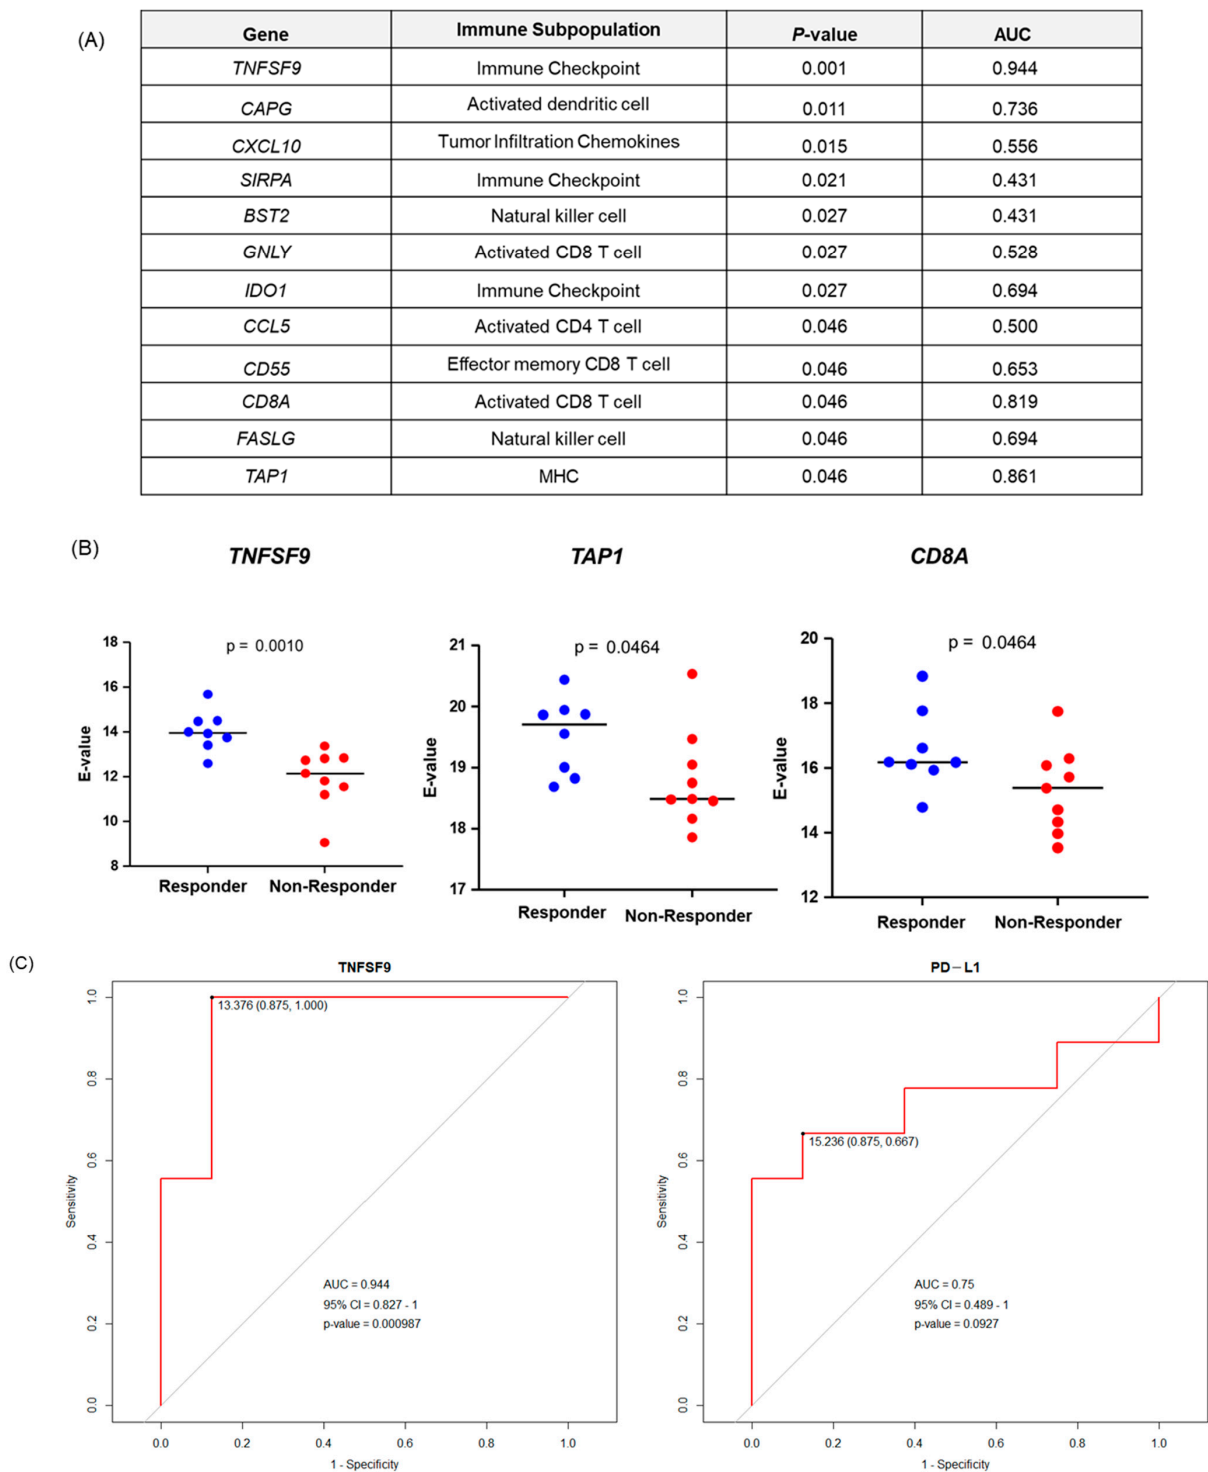 (A)
Gene Immune Subpopulation P-value AUC
TNFSF9 Immune Checkpoint 0.001 0.944
CAPG Activated dendritic cell 0.011 0.736
CXCL10 Tumor Infiltration Chemokines 0.015 0.556
SIRPA Immune Checkpoint 0.021 0.431
BST2 Natural killer cell 0.027 0.431
GNLY Activated CD8 T cell 0.027 0.528
IDO1 Immune Checkpoint 0.027 0.694
CCL5 Activated CD4 T cell 0.046 0.500
CD55 Effector memory CD8 T cell 0.046 0.653
CD8A Activated CD8 T cell 0.046 0.819
FASLG Natural killer cell 0.046 0.694
TAP1 MHC 0.046 0.861
(B)
TNFSF9
p = 0.0010
E-value
18
16
14
12
10
8
Responder Non-Responder
TAP1
p = 0.0464
E-value
21
20
19
18
17
Responder Non-Responder
CD8A
p = 0.0464
E-value
20
18
16
14
12
Responder Non-Responder
(C)
TNFSF9
13.376 (0.875, 1.000)
Sensitivity
1.0
0.8
0.6
0.4
0.2
0.0
AUC = 0.944
95% CI = 0.827 - 1
p-value = 0.000987
0.0 0.2 0.4 0.6 0.8 1.0
1 - Specificity
PD-L1
15.236 (0.875, 0.667)
Sensitivity
1.0
0.8
0.6
0.4
0.2
0.0
AUC = 0.75
95% CI = 0.489 - 1
p-value = 0.0927
0.0 0.2 0.4 0.6 0.8 1.0
1 - Specificity